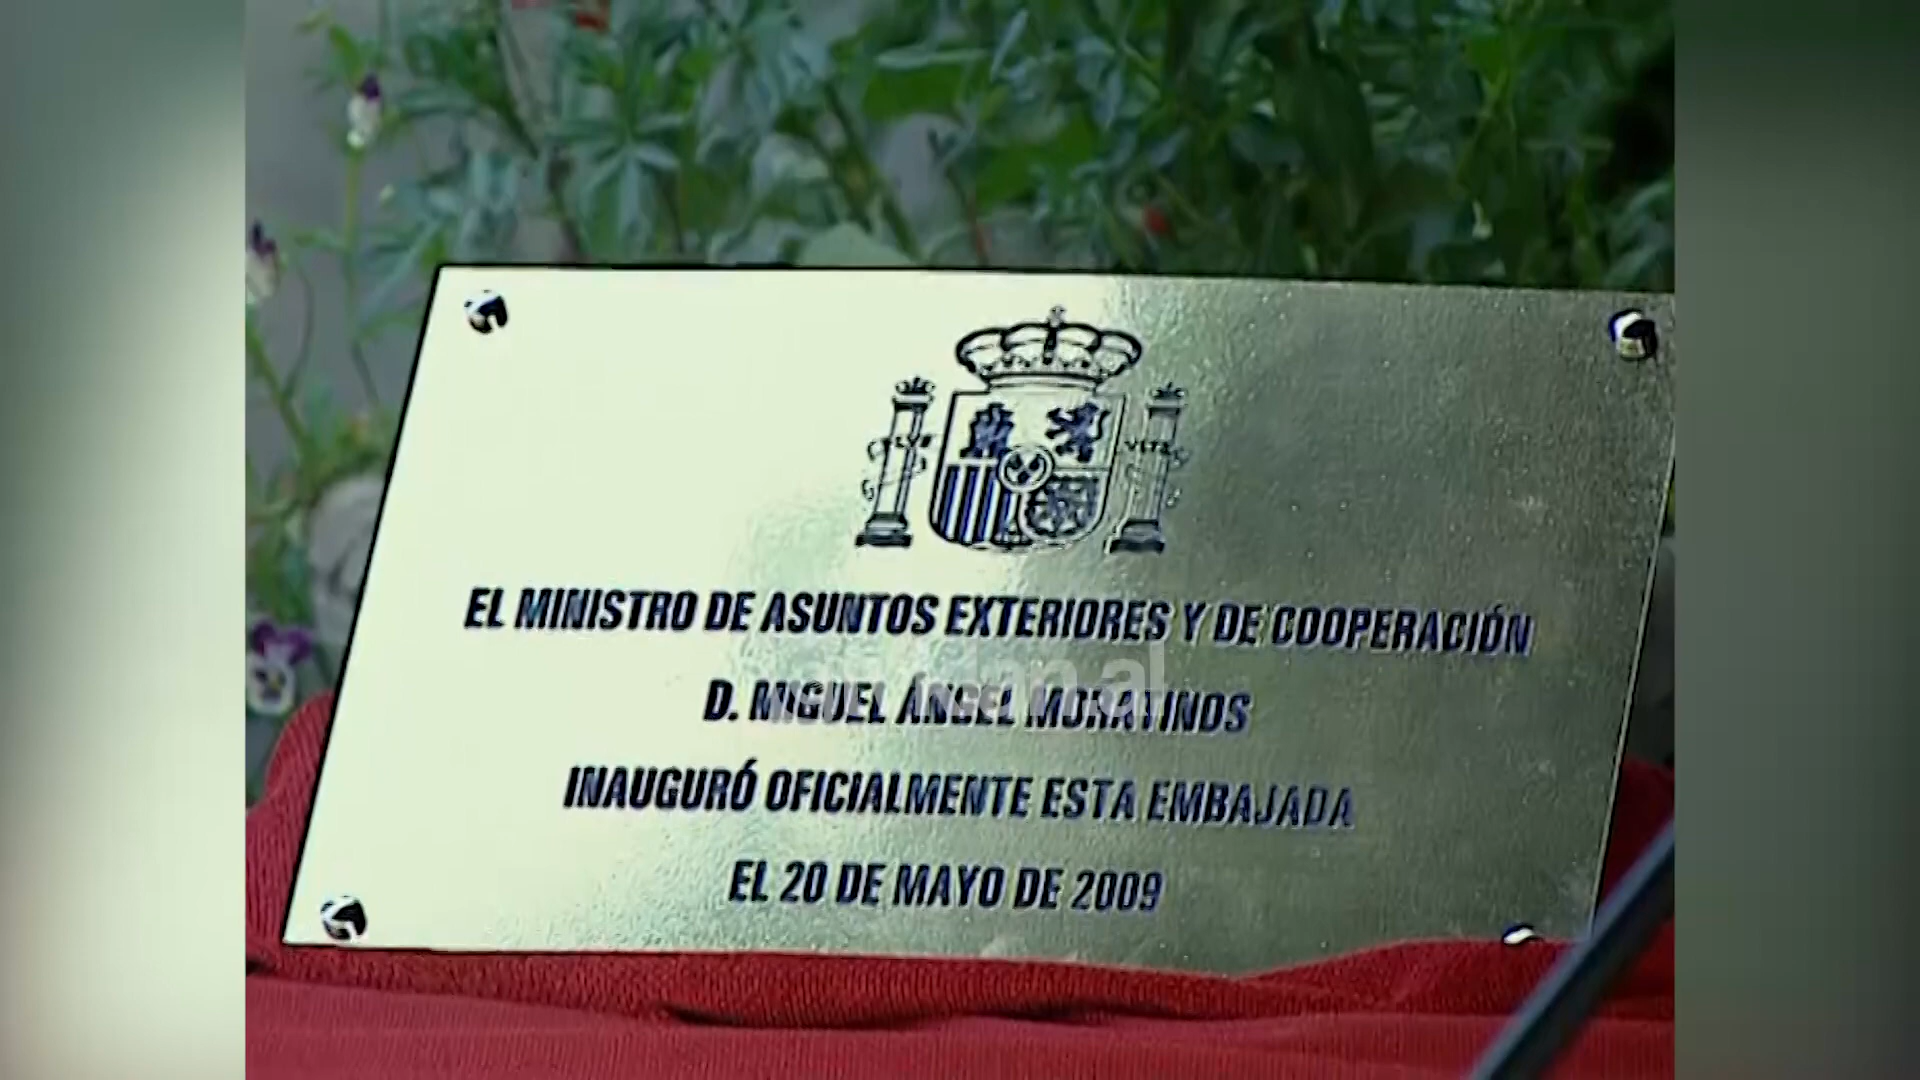 EL MINISTRO DE ASUNTOS EXTERIORES Y DE COOPERACIÓN
D. MIGUEL ÁNGEL MORATINOS
INAUGURÓ OFICIALMENTE ESTA EMBAJADA
EL 20 DE MAYO DE 2009